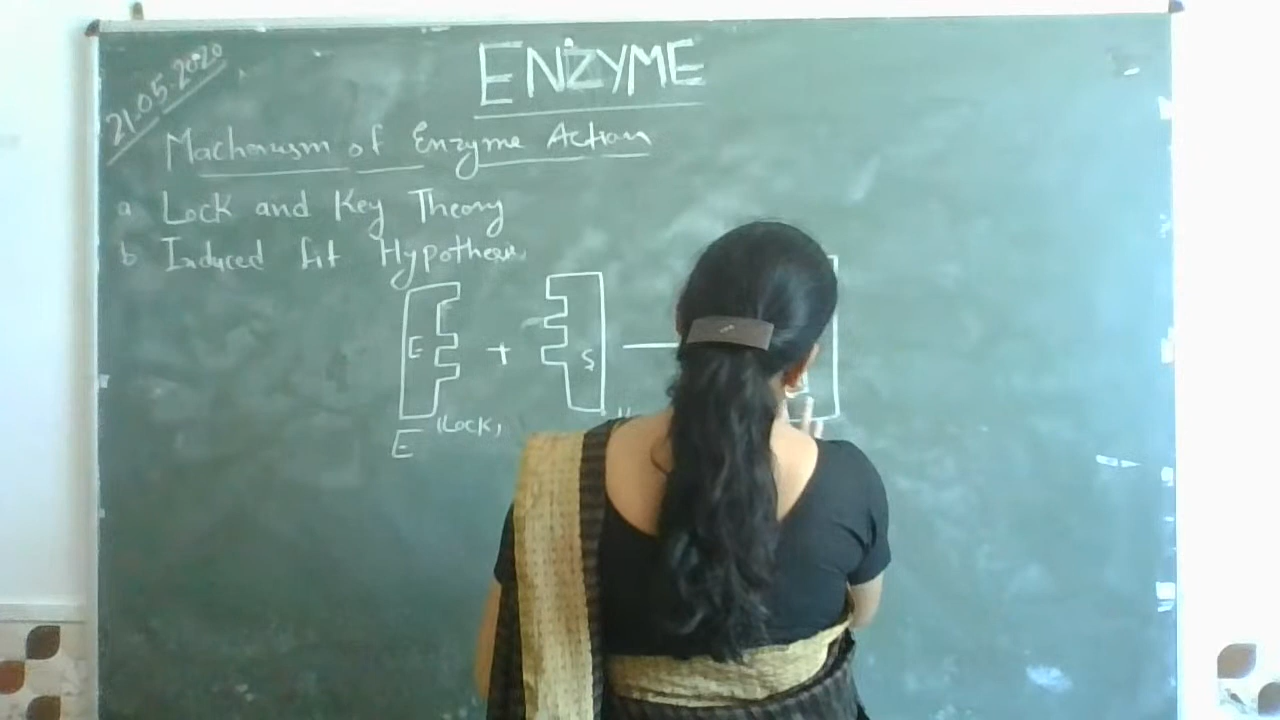 21.05.2020
ENZYME
Mechanism of Enzyme Action
a Lock and Key Theory
b Induced fit Hypothesis
E + S
(Lock)
E